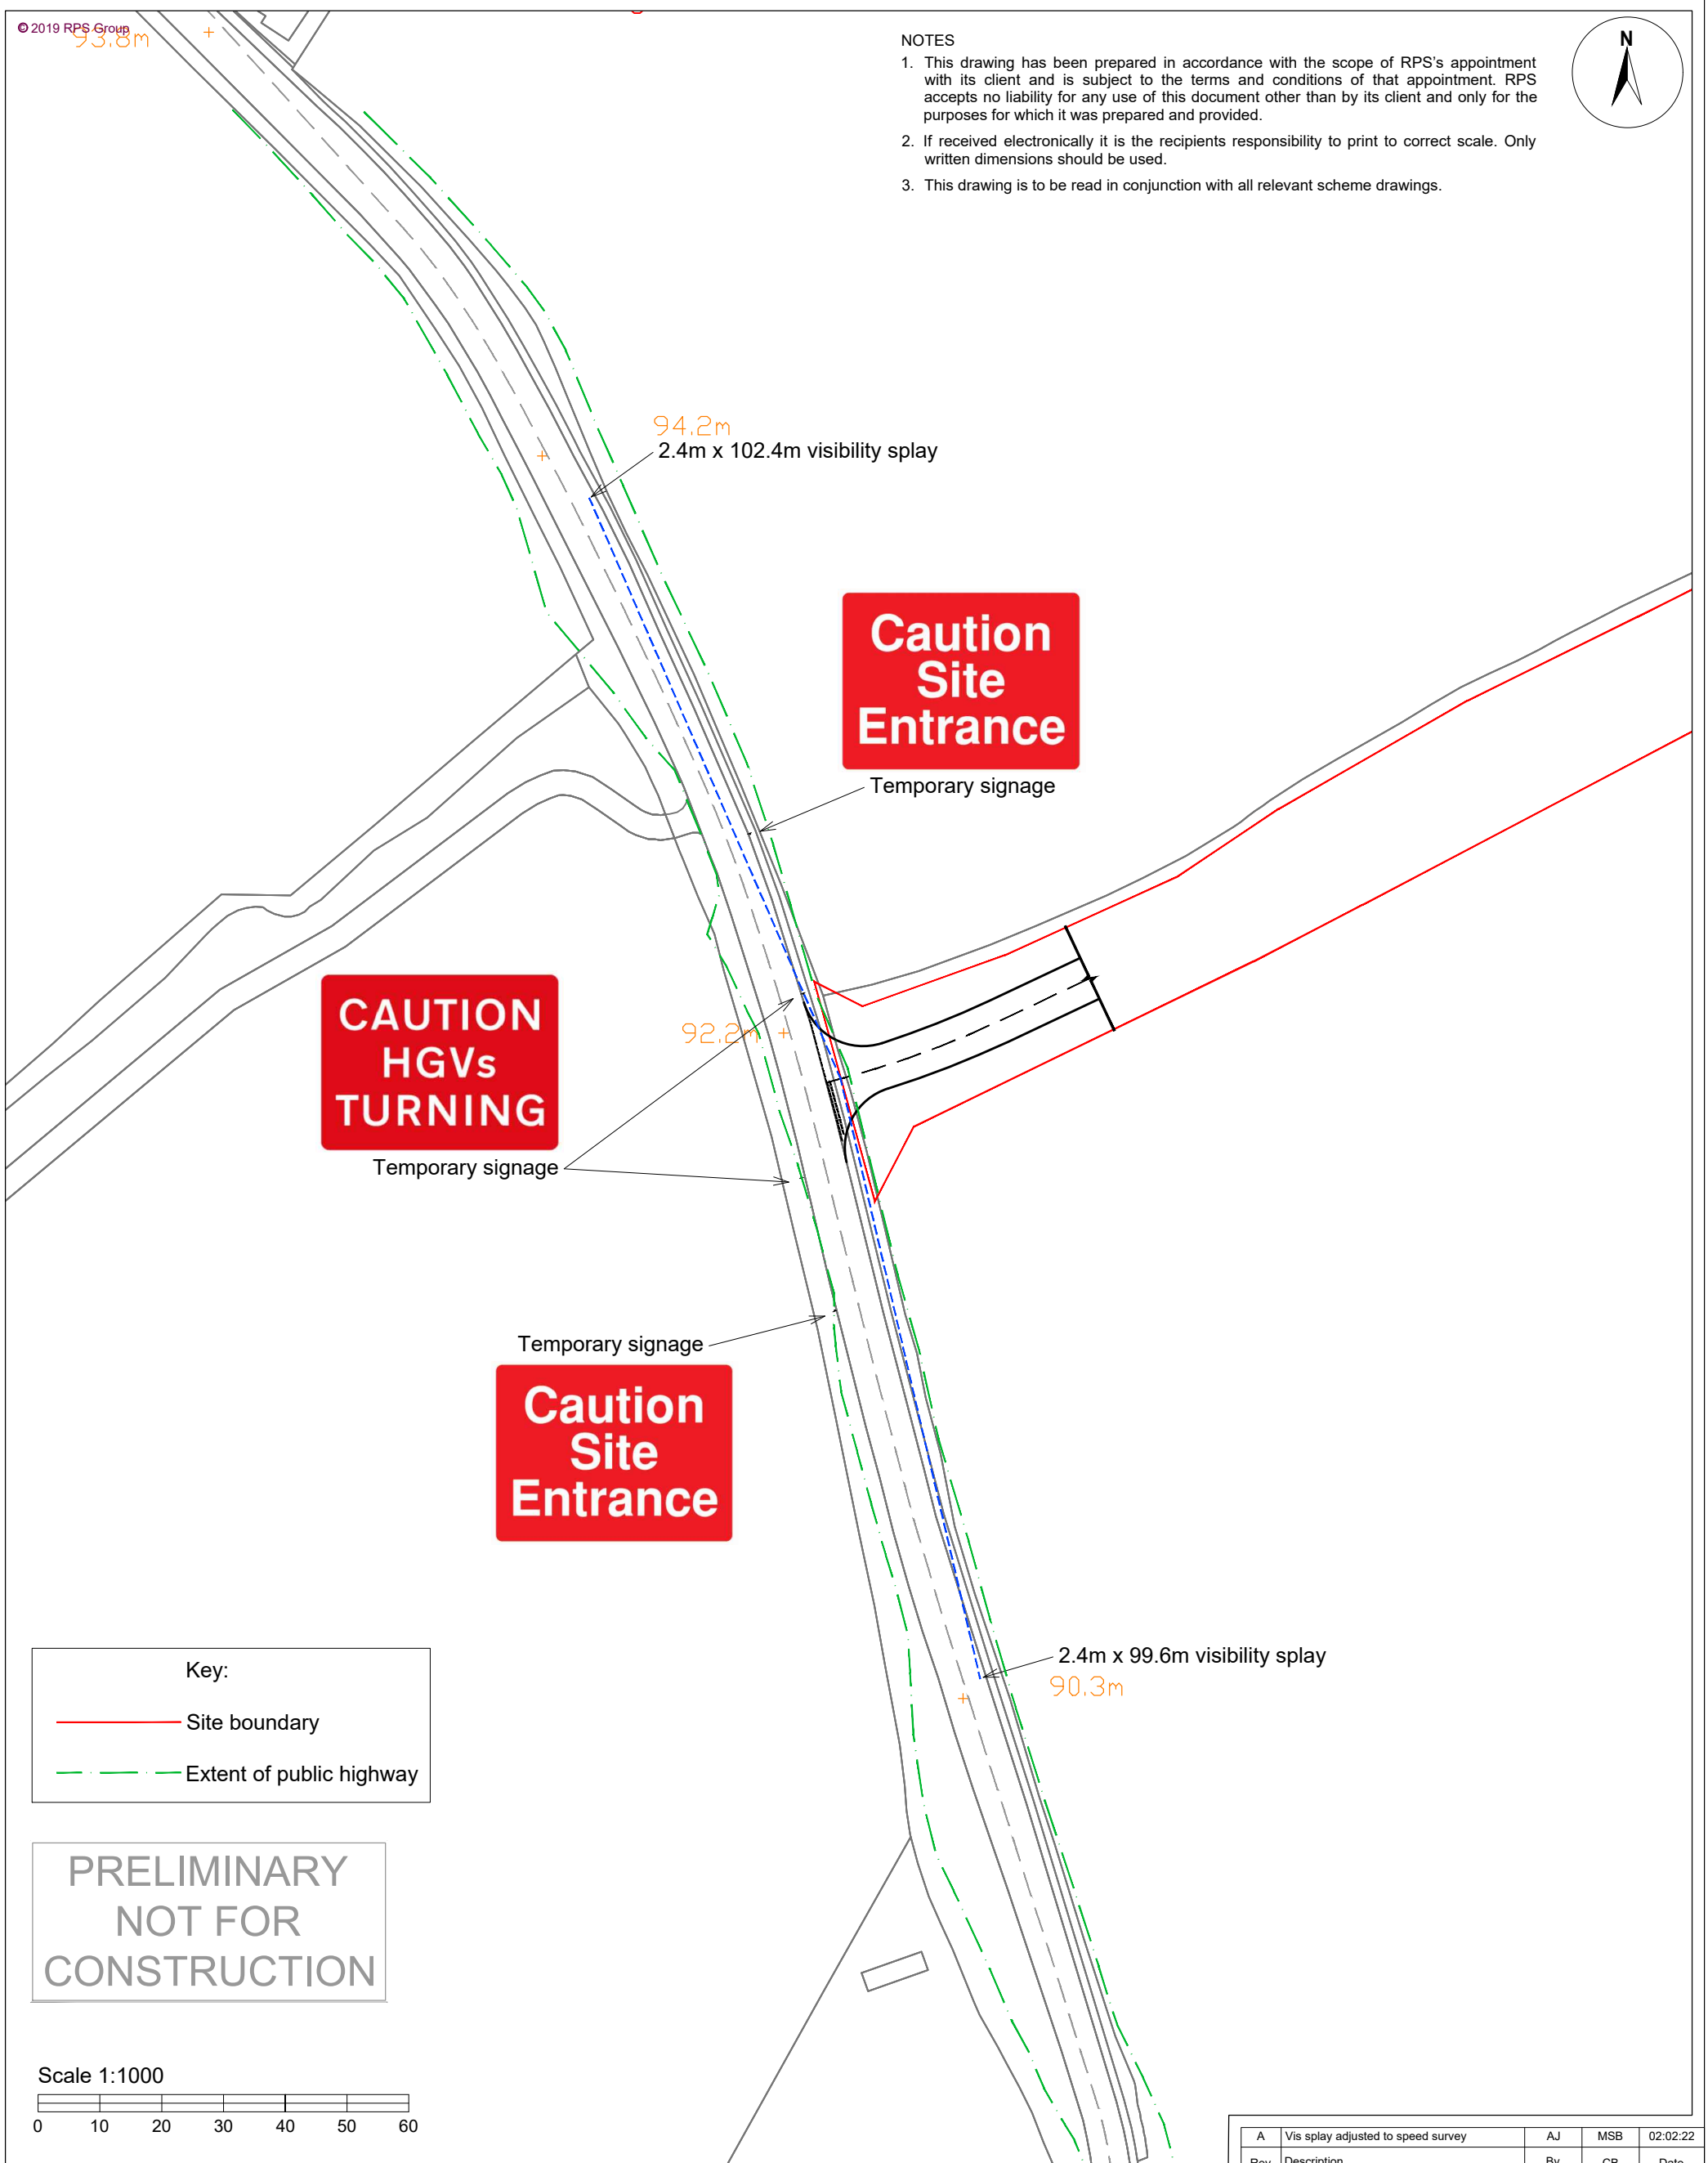 © 2019 RPS Group
93.8m
NOTES
1. This drawing has been prepared in accordance with the scope of RPS's appointment
with its client and is subject to the terms and conditions of that appointment. RPS
accepts no liability for any use of this document other than by its client and only for the
purposes for which it was prepared and provided.
2. If received electronically it is the recipients responsibility to print to correct scale. Only
written dimensions should be used.
3. This drawing is to be read in conjunction with all relevant scheme drawings.
N
94.2m
2.4m x 102.4m visibility splay
Caution
Site
Entrance
Temporary signage
CAUTION
HGVs
TURNING
Temporary signage
92.2m
Temporary signage
Caution
Site
Entrance
2.4m x 99.6m visibility splay
90.3m
Key:
Site boundary
Extent of public highway
PRELIMINARY
NOT FOR
CONSTRUCTION
Scale 1:1000
0 10 20 30 40 50 60
A Vis splay adjusted to speed survey AJ MSB 02:02:22
Rev Description By CB Date